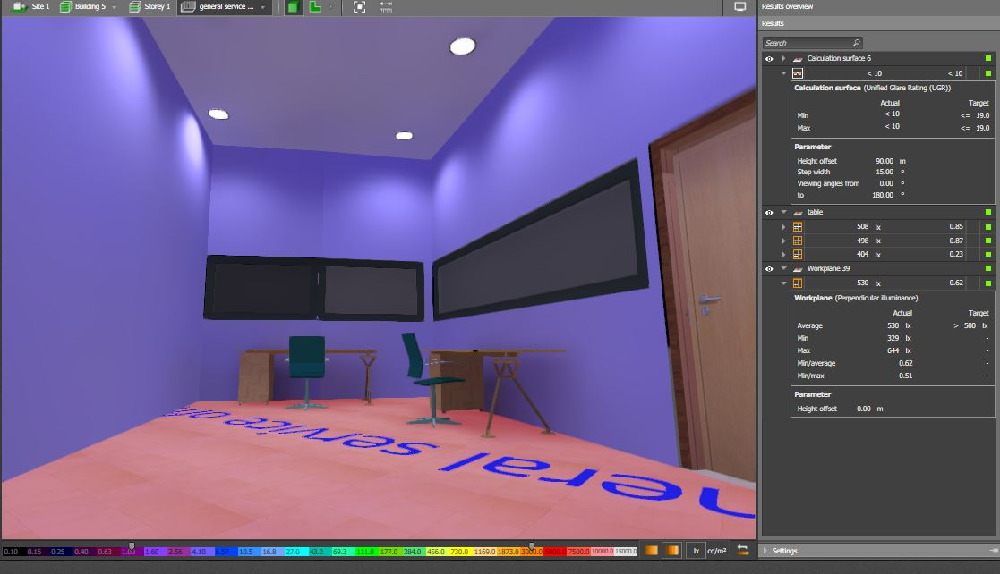 Site 1 Building 5 Storey 1 general service ...
Results overview
Results
Search
Calculation surface 6
< 10 < 10
Calculation surface (Unified Glare Rating (UGR))
Actual Target
Min < 10 <= 19.0
Max < 10 <= 19.0
Parameter
Height offset 90.00 m
Step width 15.00 °
Viewing angles from 0.00 °
to 180.00 °
table
508 lx 0.85
498 lx 0.87
404 lx 0.23
Workplane 39
530 lx 0.62
Workplane (Perpendicular illuminance)
Actual Target
Average 530 lx > 500 lx
Min 329 lx -
Max 644 lx -
Min/average 0.62 -
Min/max 0.51 -
Parameter
Height offset 0.00 m
neral service
0.10 0.16 0.25 0.40 0.63 1.00 1.60 2.56 4.10 6.57 10.5 16.8 27.0 43.2 69.3 111.0 177.0 284.0 456.0 730.0 1169.0 1873.0 3000.0 5000.0 7500.0 10000.0 15000.0 lx cd/m²
Settings